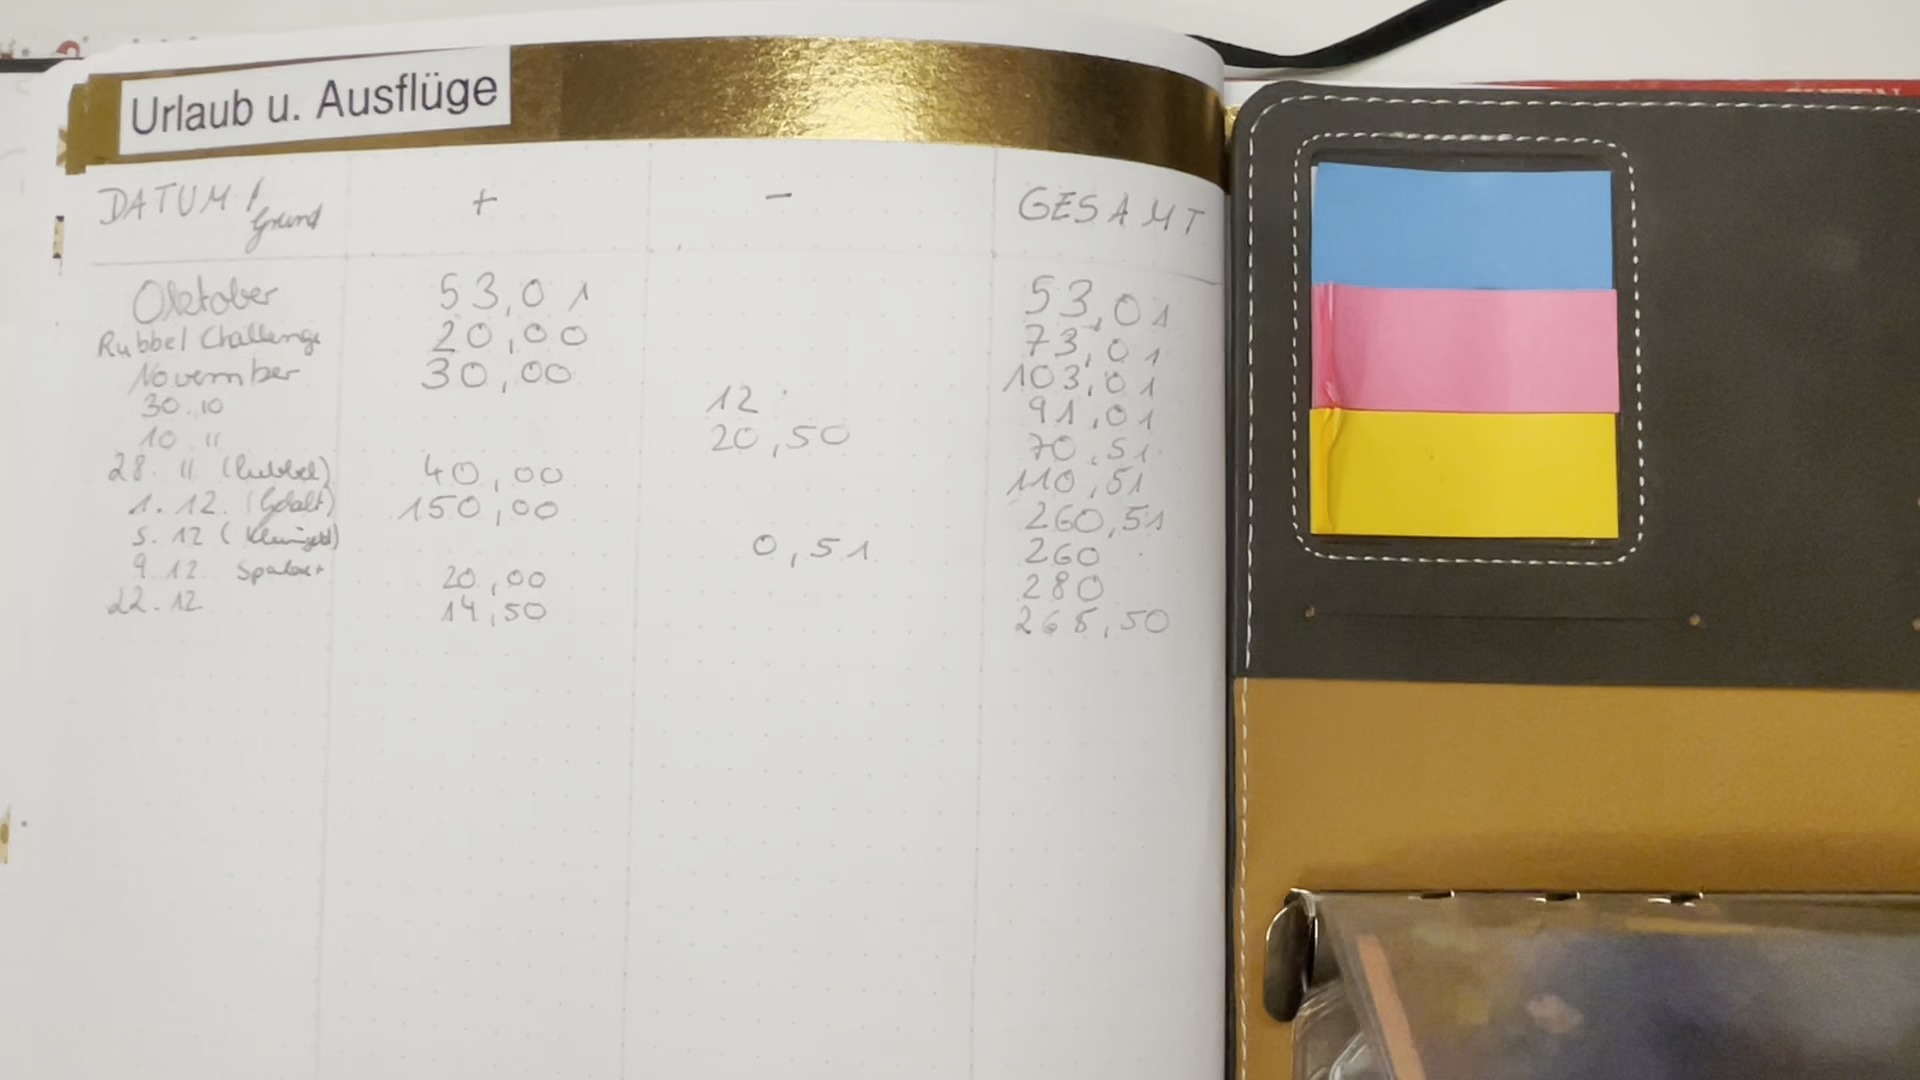 Urlaub u. Ausflüge
DATUM / Grund + - GESAMT
Oktober 53,01 53,01
Rubbel Challenge 20,00 73,01
November 30,00 103,01
30.10 12 91,01
10.11 20,50 70,51
28.11 (Rubbel) 40,00 110,51
1.12. (Gehalt) 150,00 260,51
5.12 (Kleingeld) 0,51 260
9.12 20,00 280
22.12 14,50 265,50